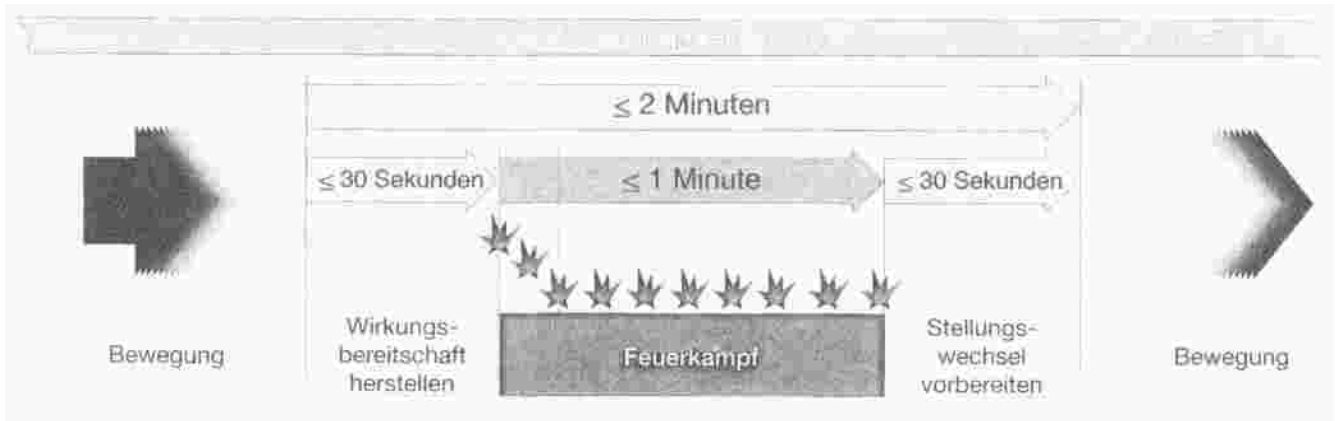 ≤ 2 Minuten
≤ 30 Sekunden
≤ 1 Minute
≤ 30 Sekunden
Bewegung
Wirkungs-
bereitschaft
herstellen
Feuerkampf
Stellungs-
wechsel
vorbereiten
Bewegung